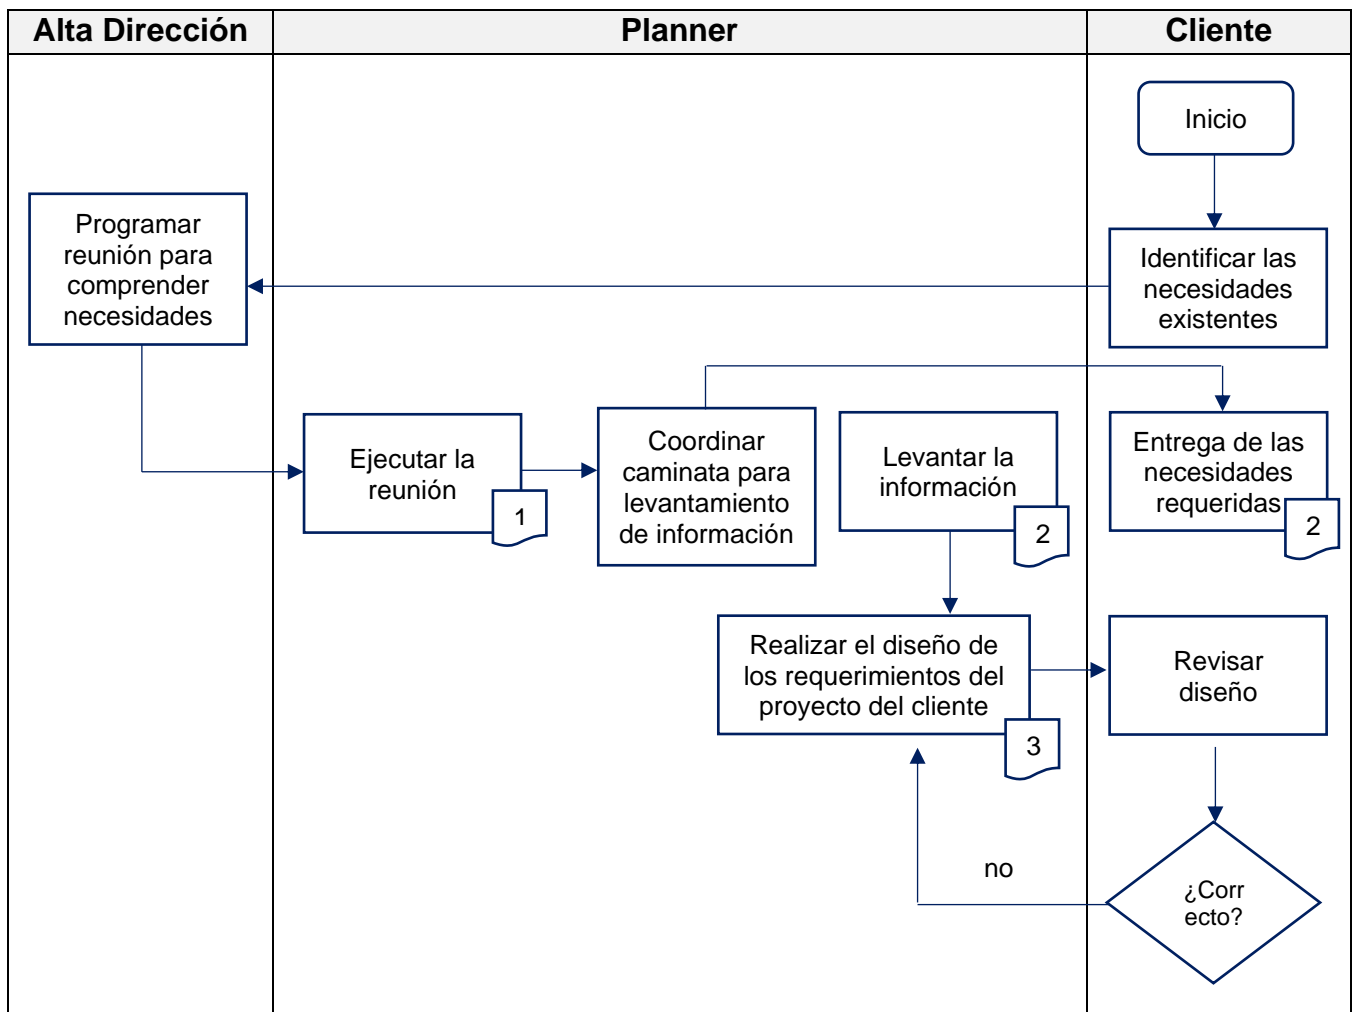 Alta Dirección
Planner
Cliente
Inicio
Programar
reunión para
comprender
necesidades
Identificar las
necesidades
existentes
Ejecutar la
reunión
1
Coordinar
caminata para
levantamiento
de información
Levantar la
información
2
Entrega de las
necesidades
requeridas
2
Realizar el diseño de
los requerimientos del
proyecto del cliente
3
Revisar
diseño
no
¿Corr
ecto?